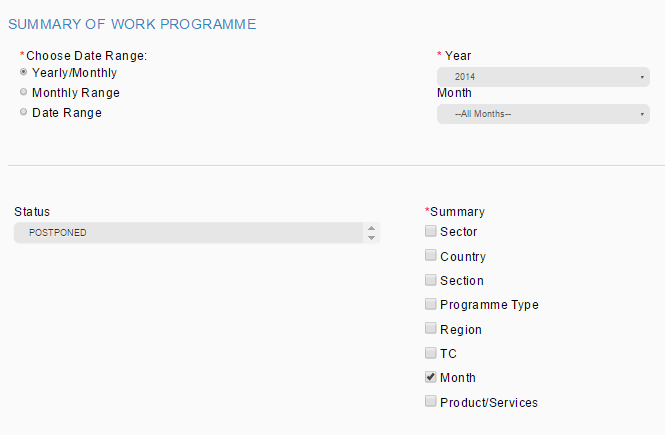 SUMMARY OF WORK PROGRAMME
*Choose Date Range:
Yearly/Monthly
Monthly Range
Date Range
* Year
2014
Month
--All Months--
Status
POSTPONED
*Summary
Sector
Country
Section
Programme Type
Region
TC
Month
Product/Services